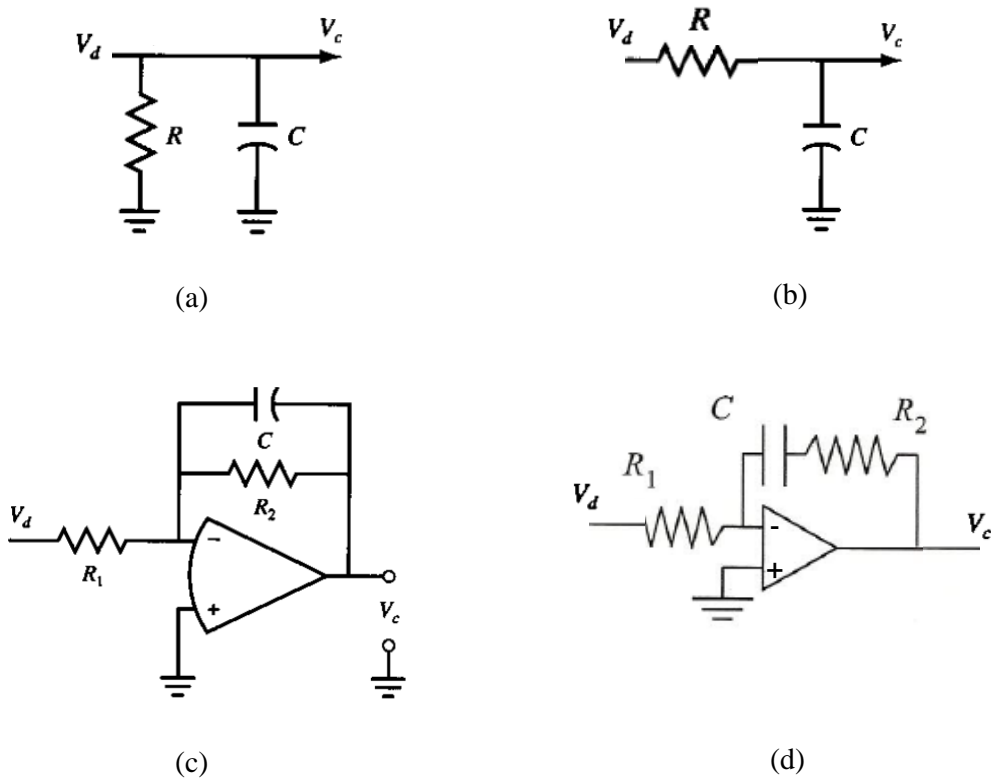 V_d V_c
R C
(a)
R
V_d V_c
C
(b)
C
R_2
V_d
R_1
−
+
V_c
(c)
C R_2
R_1
V_d
-
+
V_c
(d)